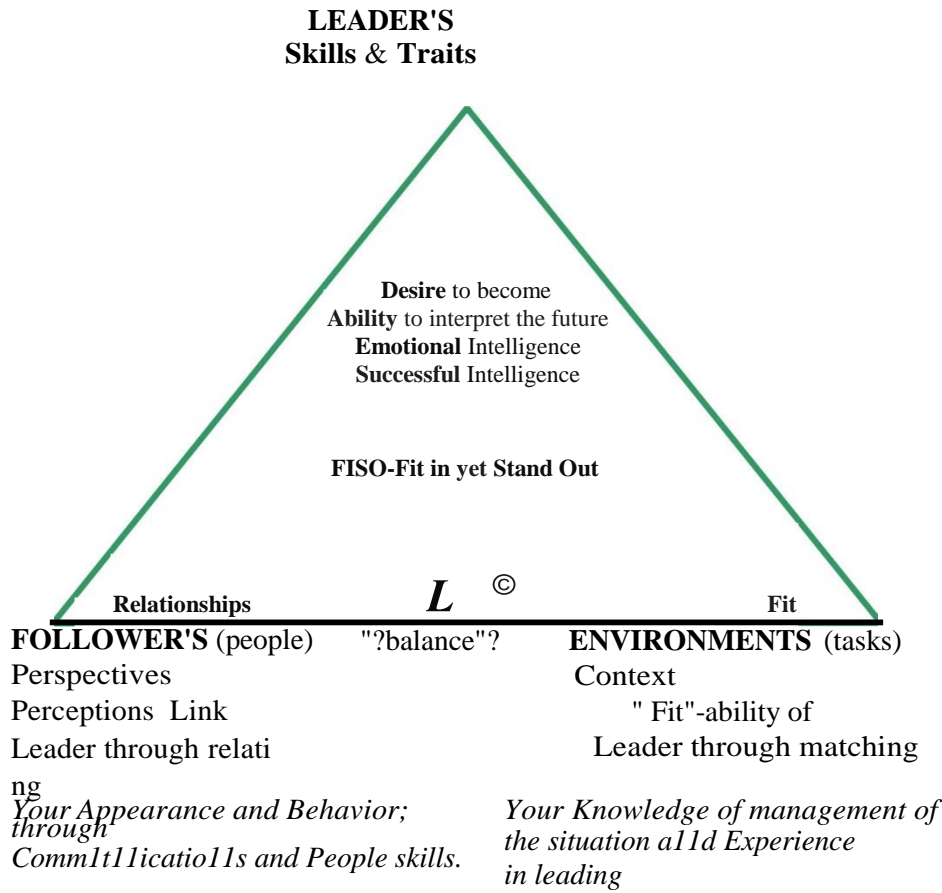 LEADER'S
Skills & Traits
Desire to become
Ability to interpret the future
Emotional Intelligence
Successful Intelligence
FISO-Fit in yet Stand Out
Relationships
L ©
Fit
FOLLOWER'S (people)
"?balance"?
ENVIRONMENTS (tasks)
Perspectives
Perceptions Link
Leader through relati
ng
Context
" Fit"-ability of
Leader through matching
Your Appearance and Behavior;
through
Comm1t11icatio11s and People skills.
Your Knowledge of management of
the situation a11d Experience
in leading